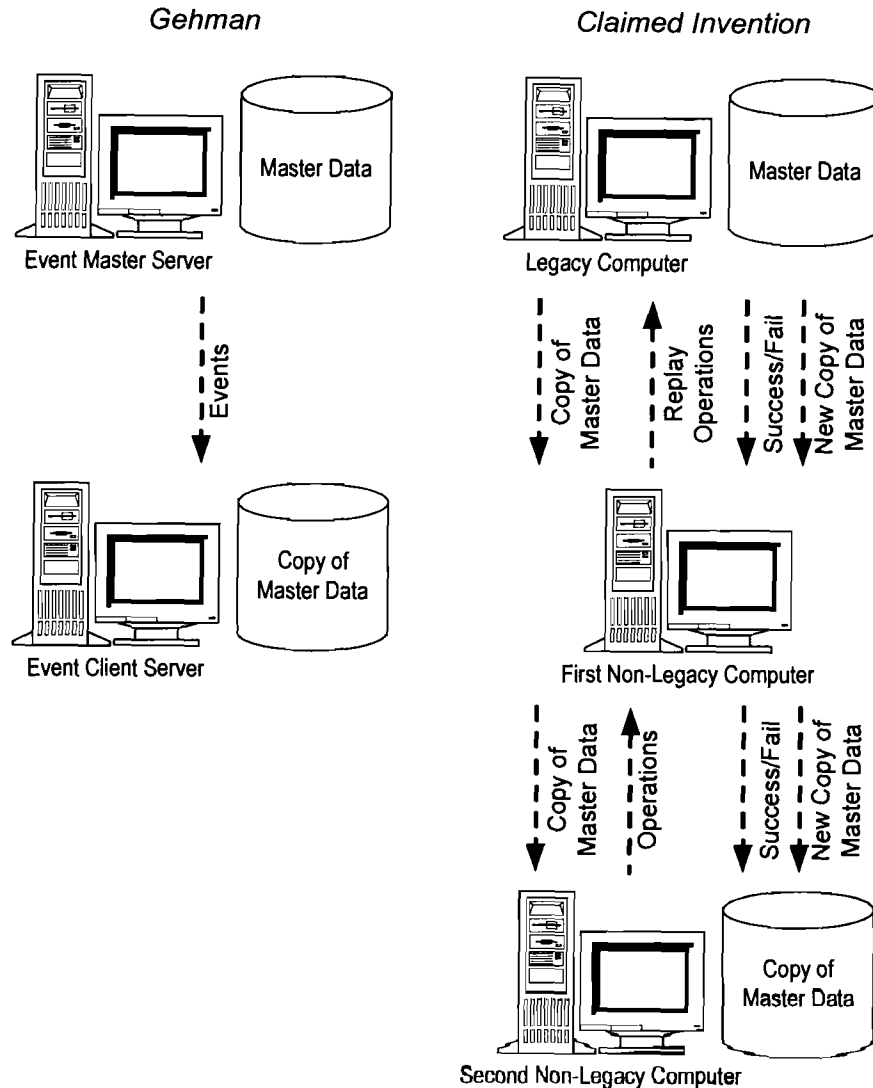 Gehman
Claimed Invention
Master Data
Master Data
Event Master Server
Legacy Computer
Events
Copy of
Master Data
Replay
Operations
Success/Fail
New Copy of
Master Data
Copy of
Master Data
Event Client Server
First Non-Legacy Computer
Copy of
Master Data
Operations
Success/Fail
New Copy of
Master Data
Copy of
Master Data
Second Non-Legacy Computer